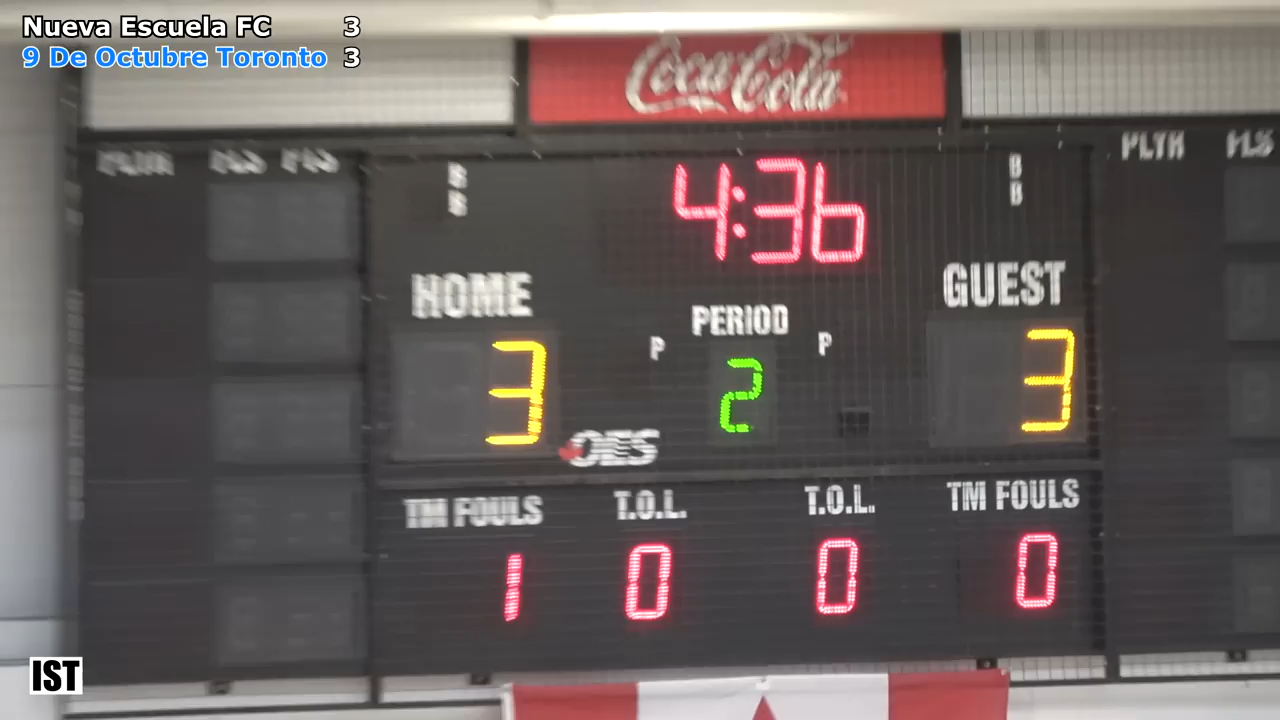 Nueva Escuela FC 3
9 De Octubre Toronto 3
Coca-Cola
PLYR FLS
B
B
4:36
B
B
HOME
GUEST
PERIOD
P
P
3
2
3
OES
TM FOULS
T.O.L.
T.O.L.
TM FOULS
1
0
0
0
IST